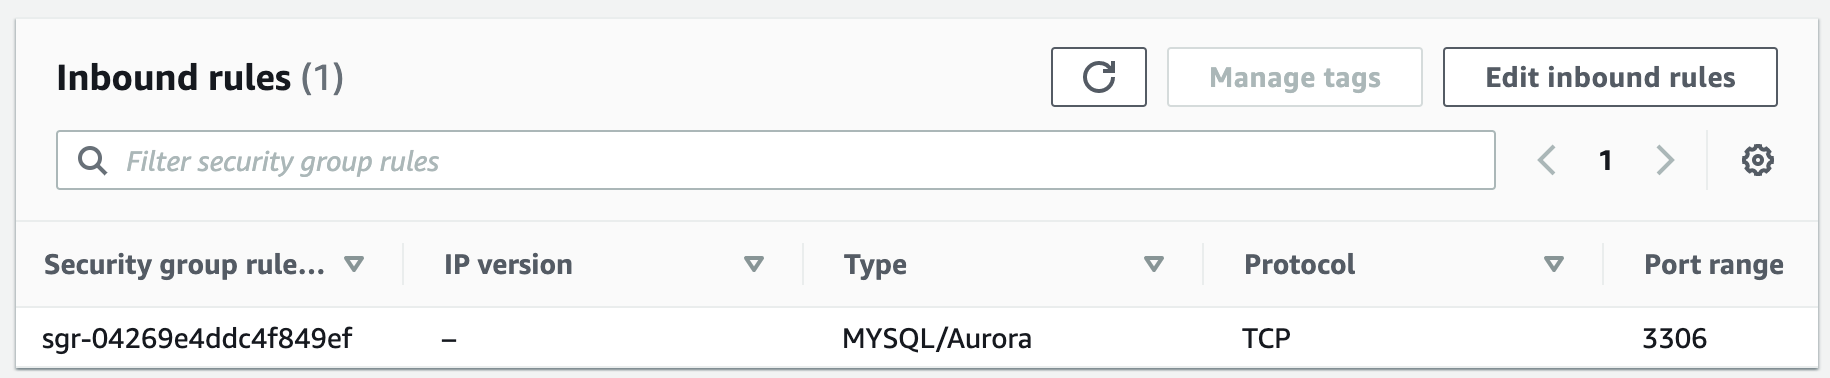 Inbound rules (1)
Manage tags
Edit inbound rules
Filter security group rules
1
Security group rule... IP version Type Protocol Port range
sgr-04269e4ddc4f849ef – MYSQL/Aurora TCP 3306